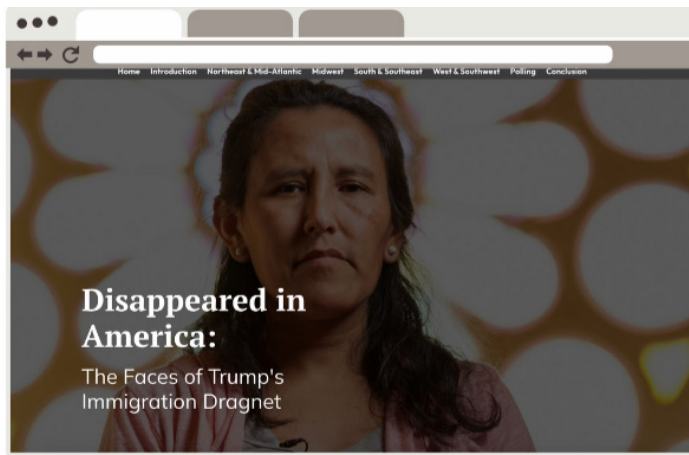 Home Introduction Northeast & Mid-Atlantic Midwest South & Southeast West & Southwest Polling Conclusion
Disappeared in
America:
The Faces of Trump's
Immigration Dragnet